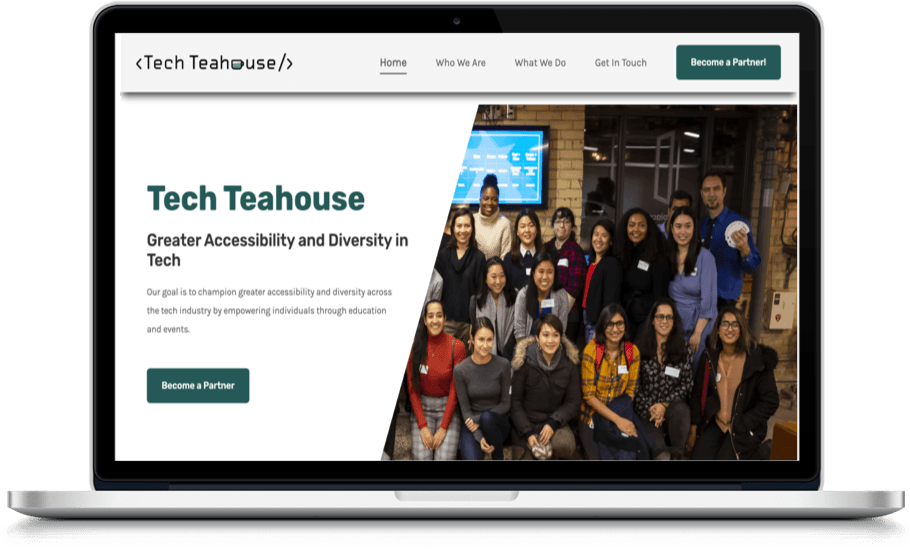 <Tech Teahouse/>
Home
Who We Are
What We Do
Get In Touch
Become a Partner!
Tech Teahouse
Greater Accessibility and Diversity in
Tech
Our goal is to champion greater accessibility and diversity across
the tech industry by empowering individuals through education
and events.
Become a Partner